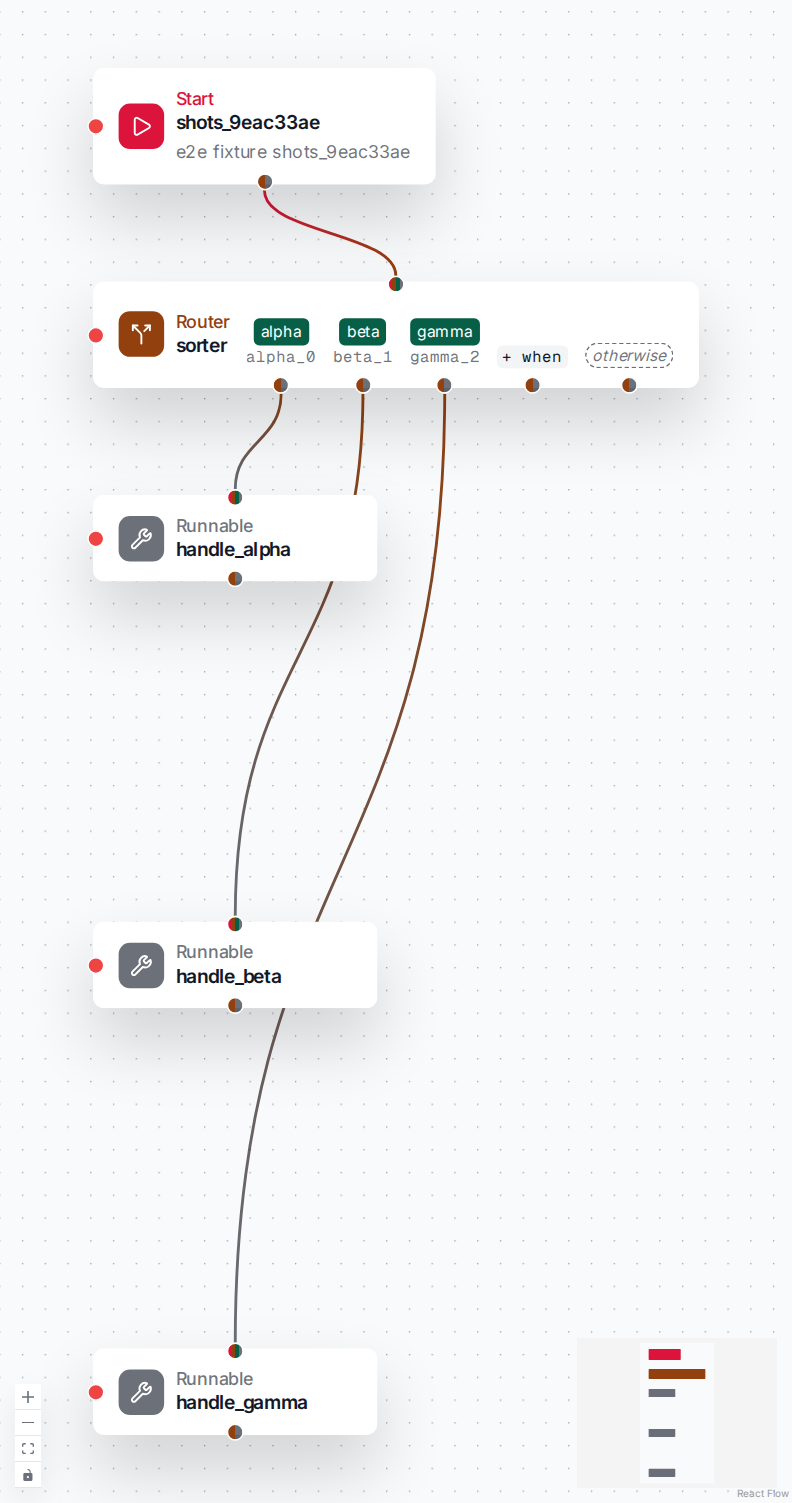 Start
shots_9eac33ae
e2e fixture shots_9eac33ae
Router
sorter
alpha
beta
gamma
alpha_0
beta_1
gamma_2
+ when
otherwise
Runnable
handle_alpha
Runnable
handle_beta
Runnable
handle_gamma
React Flow